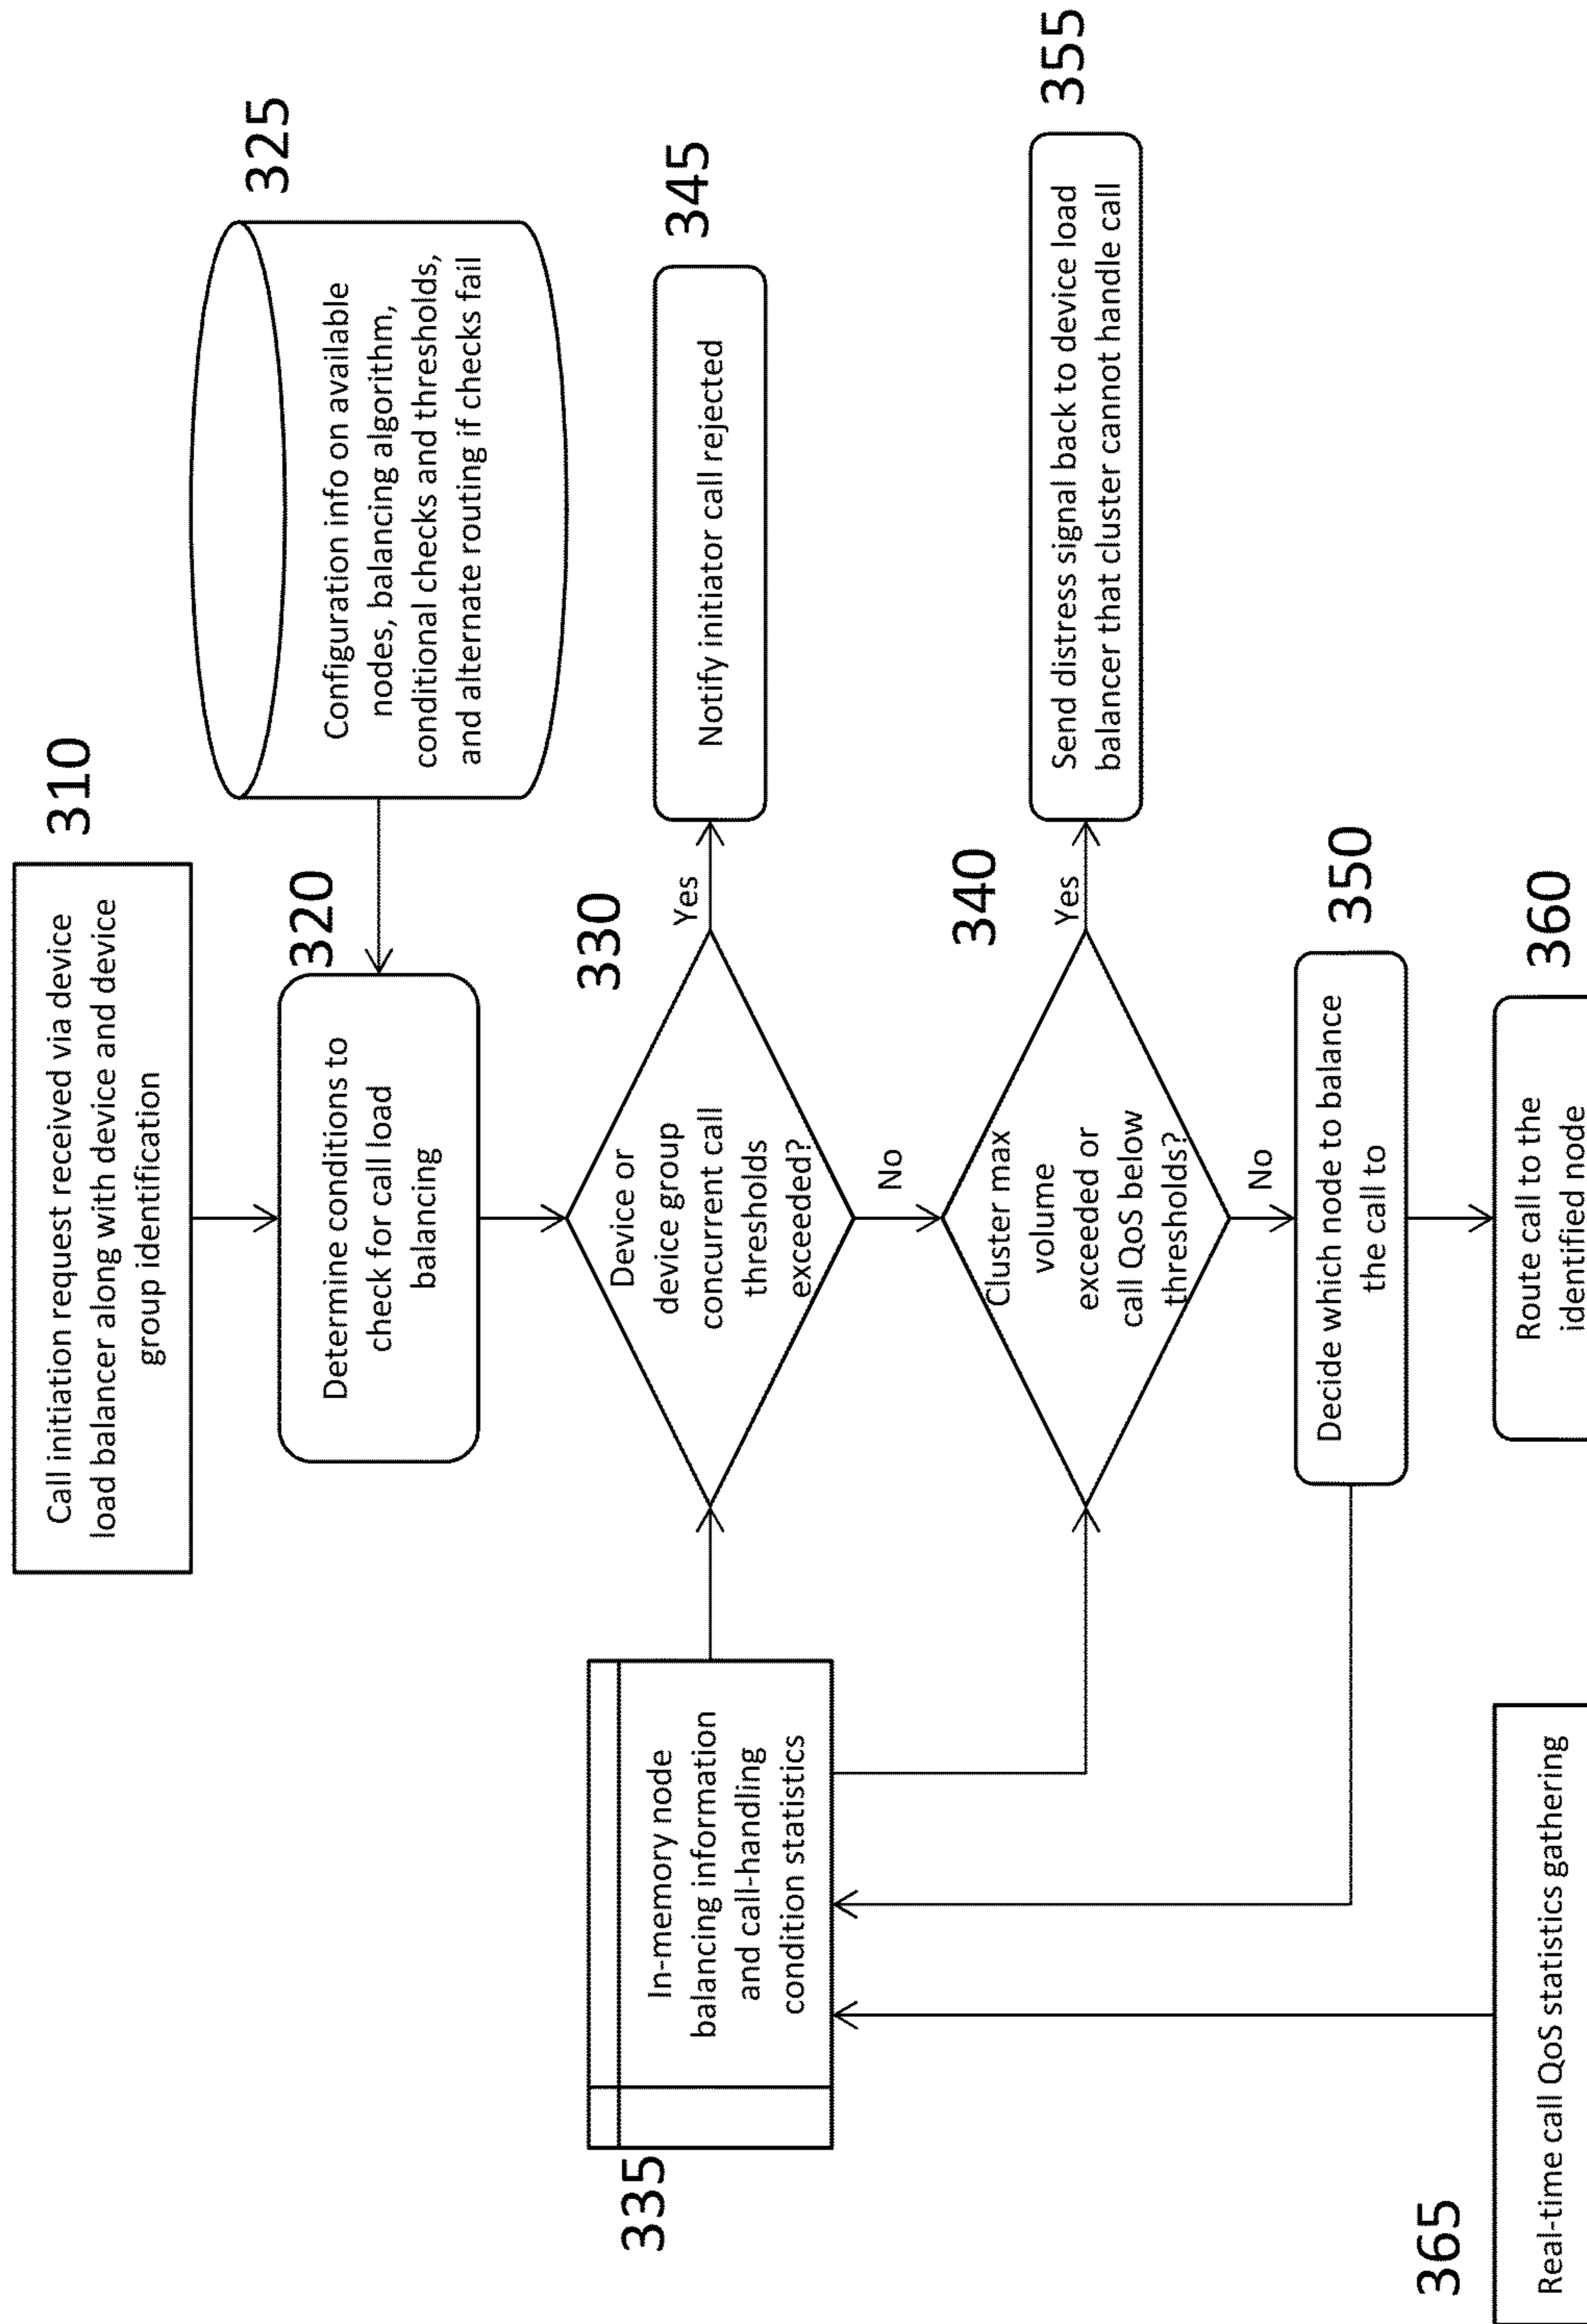 310
Call initiation request received via device
load balancer along with device and device
group identification
320
Determine conditions to
check for call load
balancing
325
Configuration info on available
nodes, balancing algorithm,
conditional checks and thresholds,
and alternate routing if checks fail
330
Device or
device group
concurrent call
thresholds
exceeded?
Yes
345
Notify initiator call rejected
335
In-memory node
balancing information
and call-handling
condition statistics
No
340
Cluster max
volume
exceeded or
call QoS below
thresholds?
Yes
355
Send distress signal back to device load
balancer that cluster cannot handle call
No
350
Decide which node to balance
the call to
360
Route call to the
identified node
365
Real-time call QoS statistics gathering